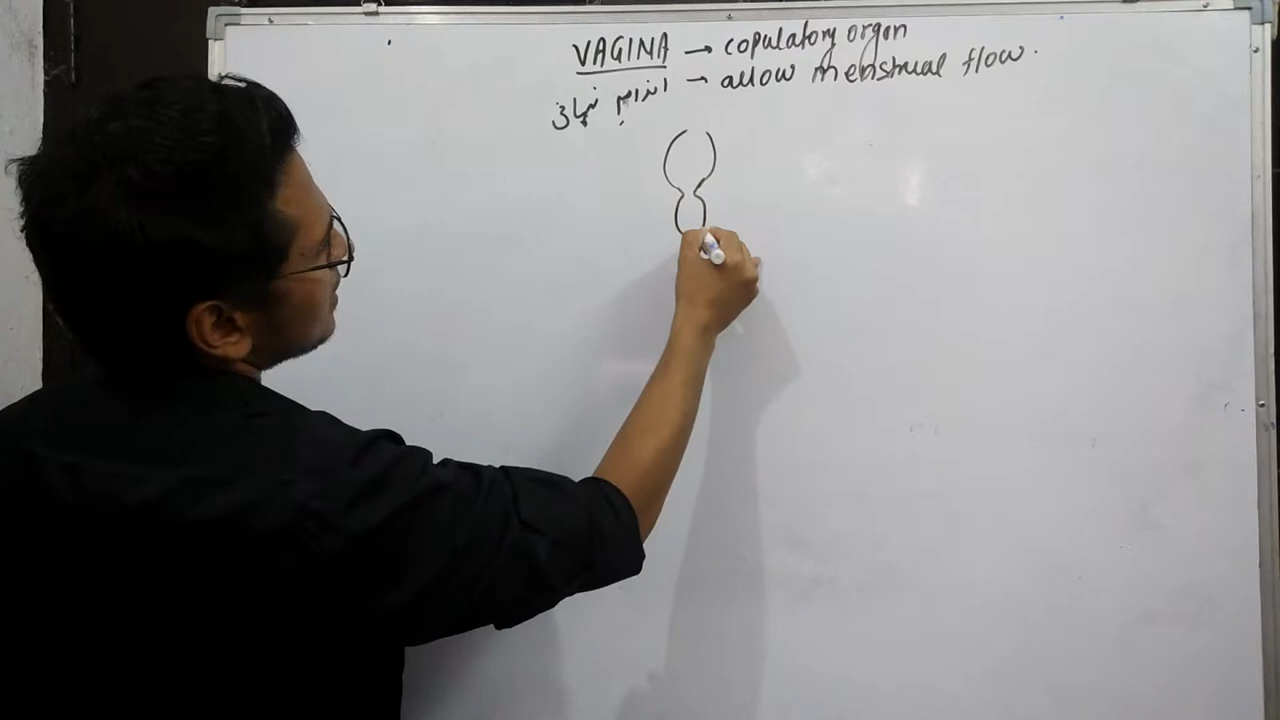 VAGINA → copulatory organ
→ allow menstrual flow.
اندام نہانی